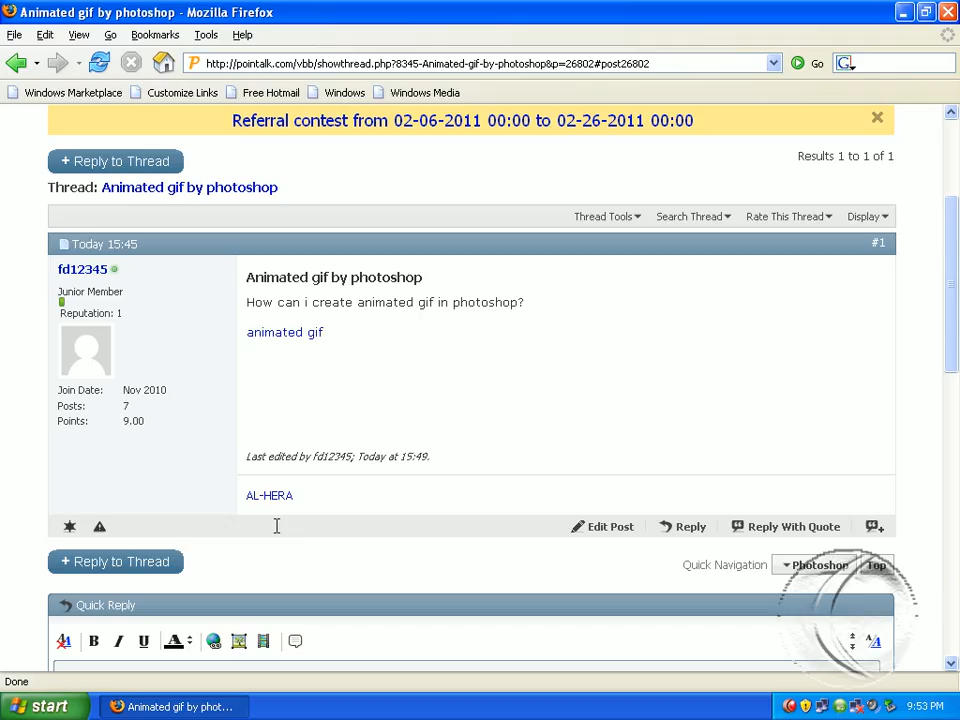 Animated gif by photoshop - Mozilla Firefox
File Edit View Go Bookmarks Tools Help
http://pointalk.com/vbb/showthread.php?8345-Animated-gif-by-photoshop&p=26802#post26802 Go
Windows Marketplace Customize Links Free Hotmail Windows Windows Media
Referral contest from 02-06-2011 00:00 to 02-26-2011 00:00
+ Reply to Thread
Results 1 to 1 of 1
Thread: Animated gif by photoshop
Thread Tools Search Thread Rate This Thread Display
Today 15:45 #1
fd12345
Junior Member
Reputation: 1
Join Date: Nov 2010
Posts: 7
Points: 9.00
Animated gif by photoshop
How can i create animated gif in photoshop?
animated gif
Last edited by fd12345; Today at 15:49.
AL-HERA
Edit Post Reply Reply With Quote
+ Reply to Thread
Quick Navigation Photoshop Top
Quick Reply
B I U A
Done
start Animated gif by phot... 9:53 PM